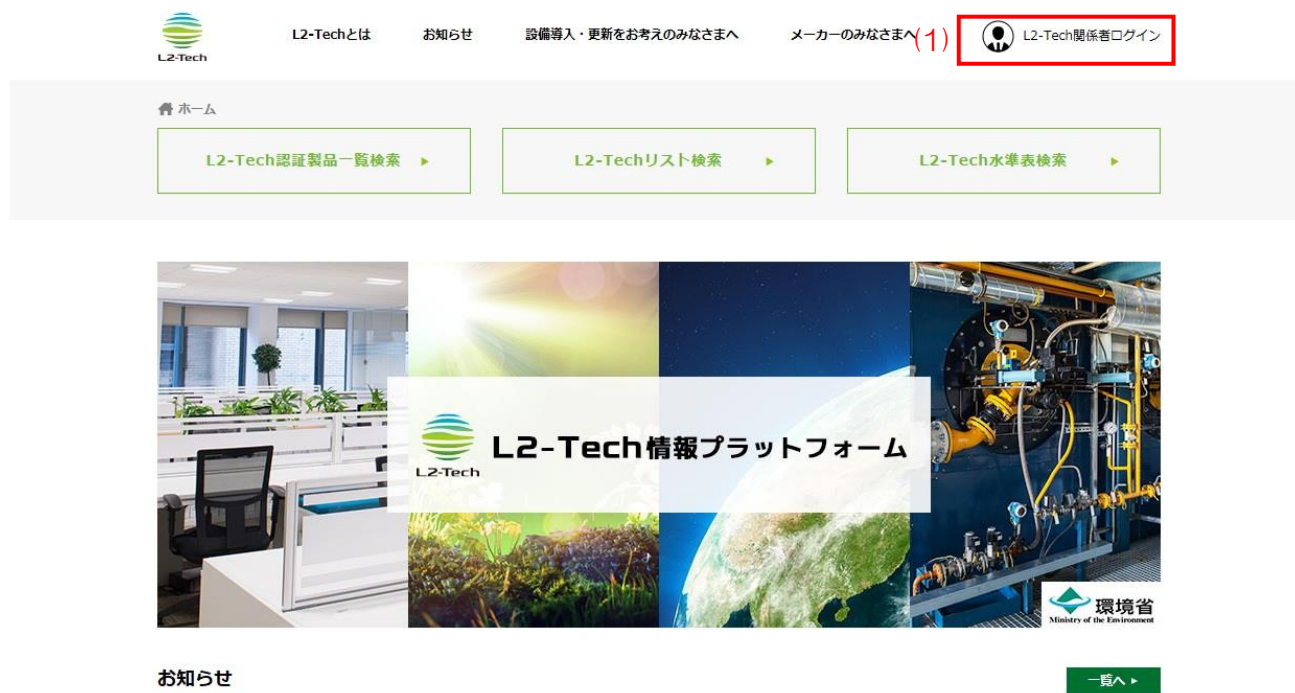 L2-Tech
L2-Techとは
お知らせ
設備導入・更新をお考えのみなさまへ
メーカーのみなさまへ
(1)
L2-Tech関係者ログイン
ホーム
L2-Tech認証製品一覧検索
L2-Techリスト検索
L2-Tech水準表検索
L2-Tech
L2-Tech情報プラットフォーム
環境省
Ministry of the Environment
お知らせ
一覧へ